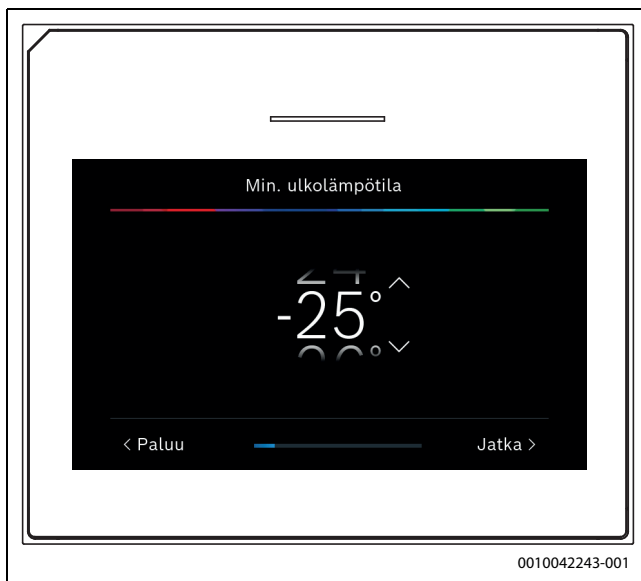 Min. ulkolämpötila
-25°
< Paluu
Jatka >
0010042243-001